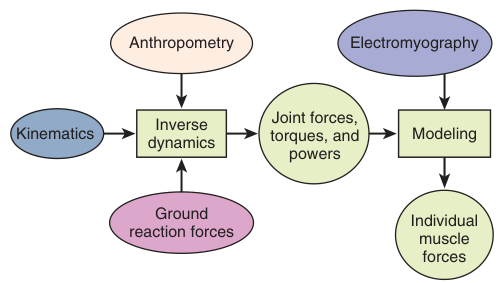 Anthropometry
Electromyography
Kinematics
Inverse
dynamics
Joint forces,
torques, and
powers
Modeling
Ground
reaction forces
Individual
muscle
forces